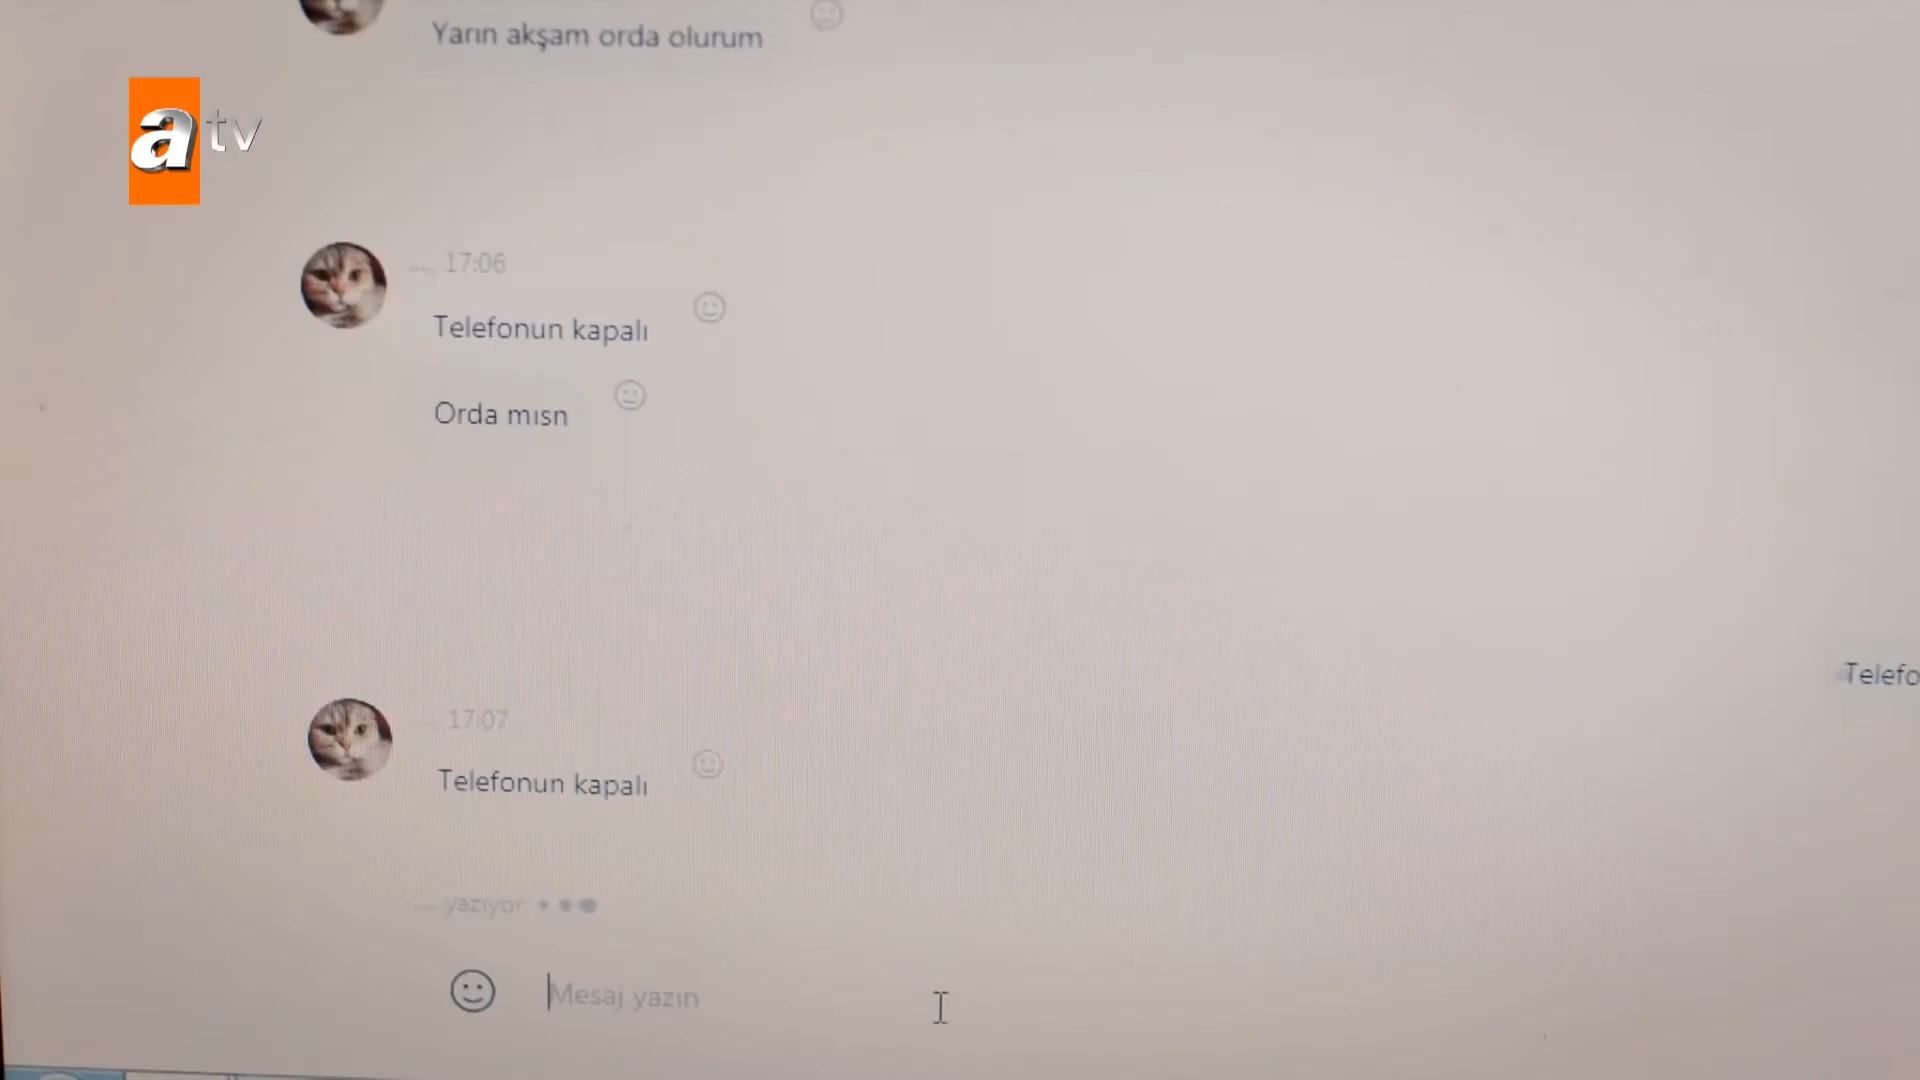 Yarın akşam orda olurum
atv
17:06
Telefonun kapalı
Orda mısn
Telefo
17:07
Telefonun kapalı
yazıyor
Mesaj yazın